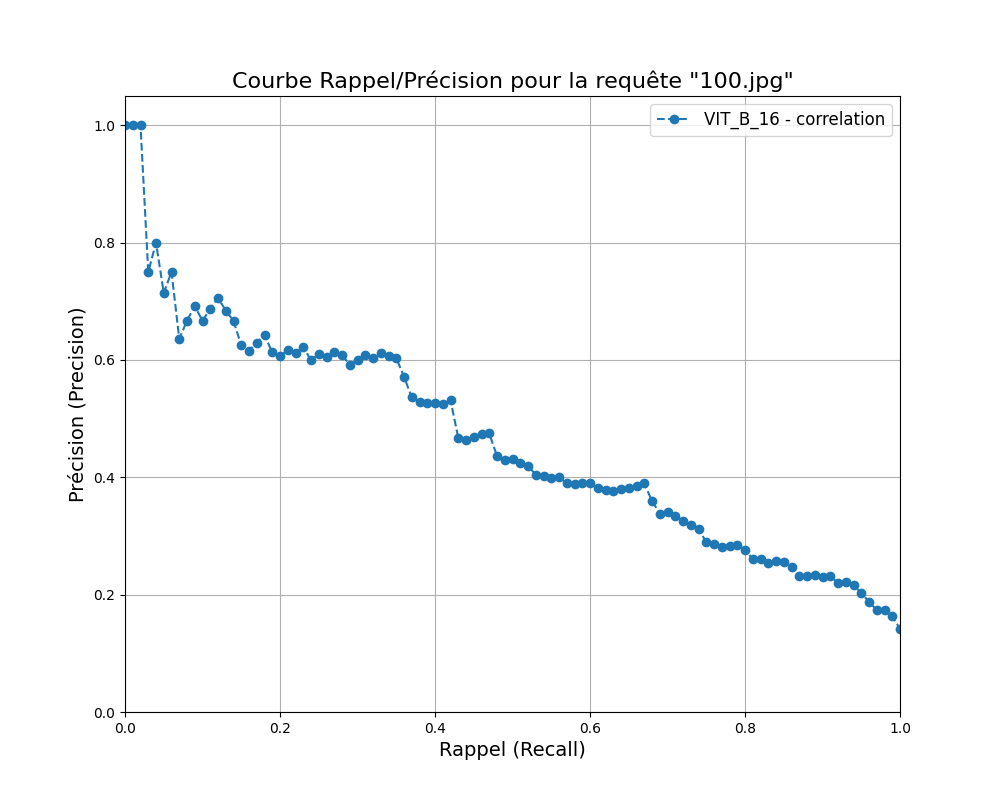 Courbe Rappel/Précision pour la requête "100.jpg"
VIT_B_16 - correlation
Précision (Precision)
1.0
0.8
0.6
0.4
0.2
0.0
0.0 0.2 0.4 0.6 0.8 1.0
Rappel (Recall)